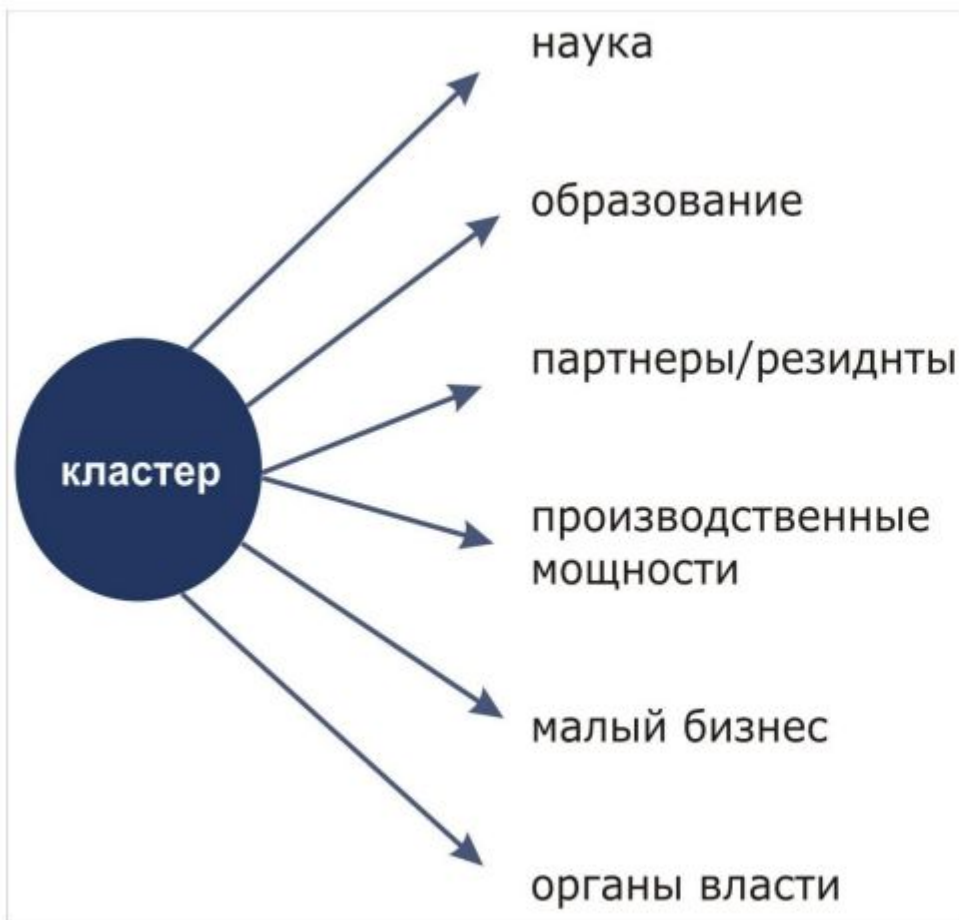 наука
образование
партнеры/резиднты
кластер
производственные
мощности
малый бизнес
органы власти